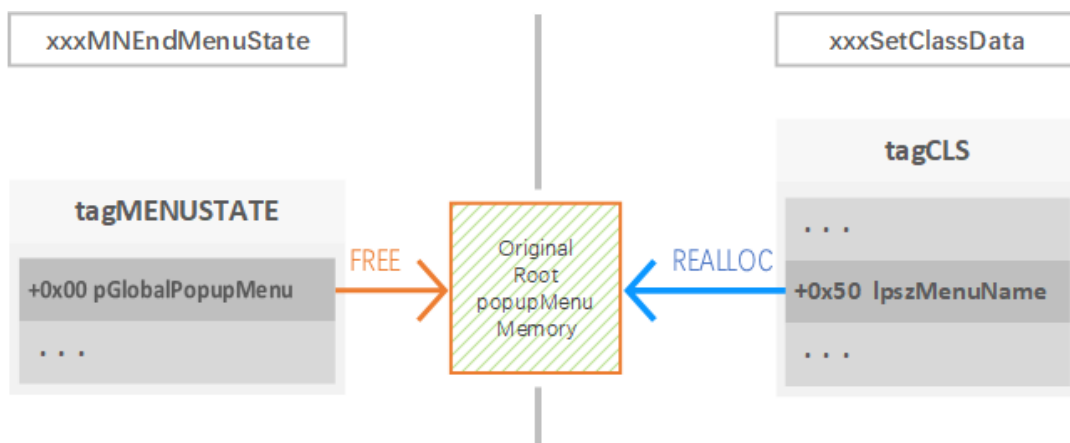 xxxMNEndMenuState
xxxSetClassData
tagMENUSTATE
+0x00 pGlobalPopupMenu
. . .
FREE
Original
Root
popupMenu
Memory
REALLOC
tagCLS
. . .
+0x50 lpszMenuName
. . .